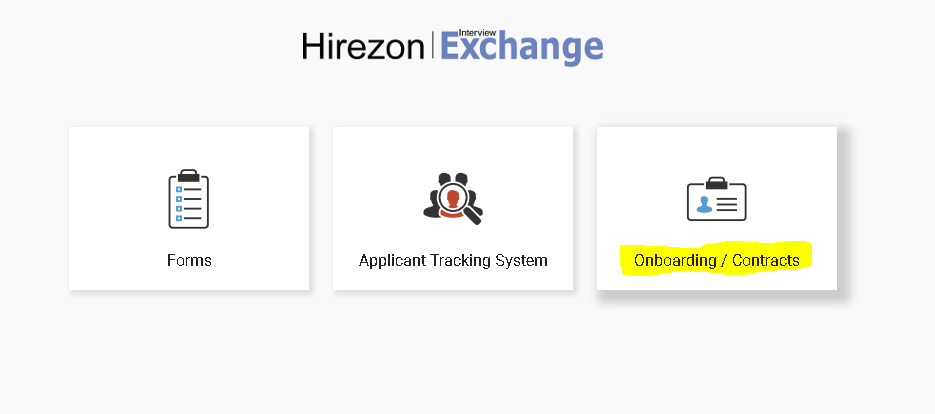 Hirezon Interview Exchange
Forms
Applicant Tracking System
Onboarding / Contracts